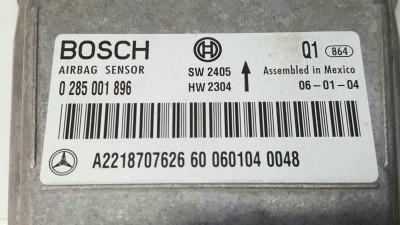 BOSCH
AIRBAG SENSOR
0 285 001 896
SW 2405
HW 2304
Q1 864
Assembled in Mexico
06-01-04
A2218707626 60 060104 0048